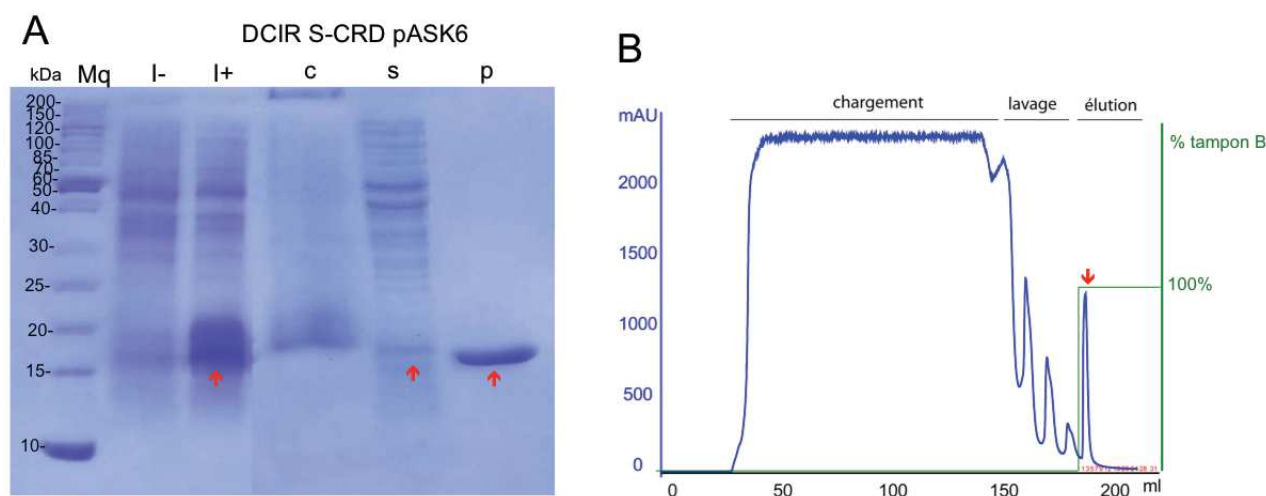 A
DCIR S-CRD pASK6
kDa Mq I- I+ c s p
200-
150-
120-
100-
85-
70-
60-
50-
40-
30-
25-
20-
15-
10-
B
chargement lavage élution
mAU
% tampon B
2000
1500
100%
1000
500
0
0 50 100 150 200 ml